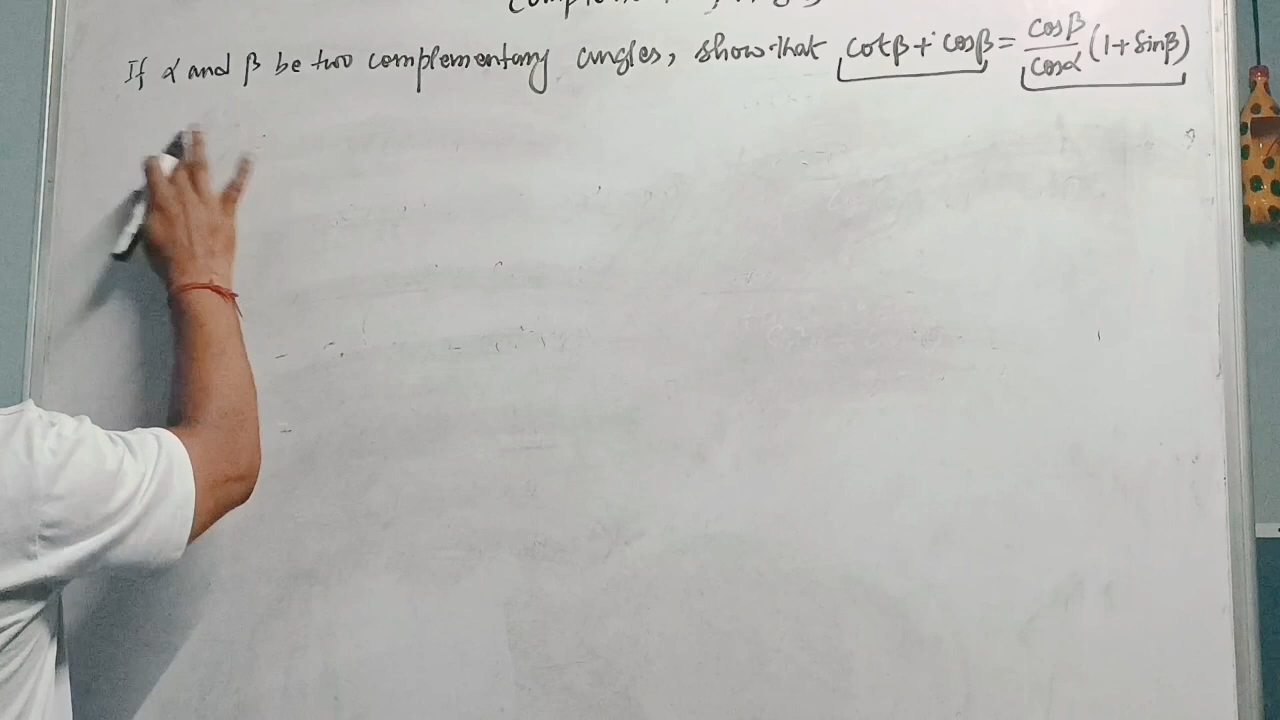 If α and β be two complementary angles, show that cotβ + cosβ = cosβ/cosα (1 + sinβ)